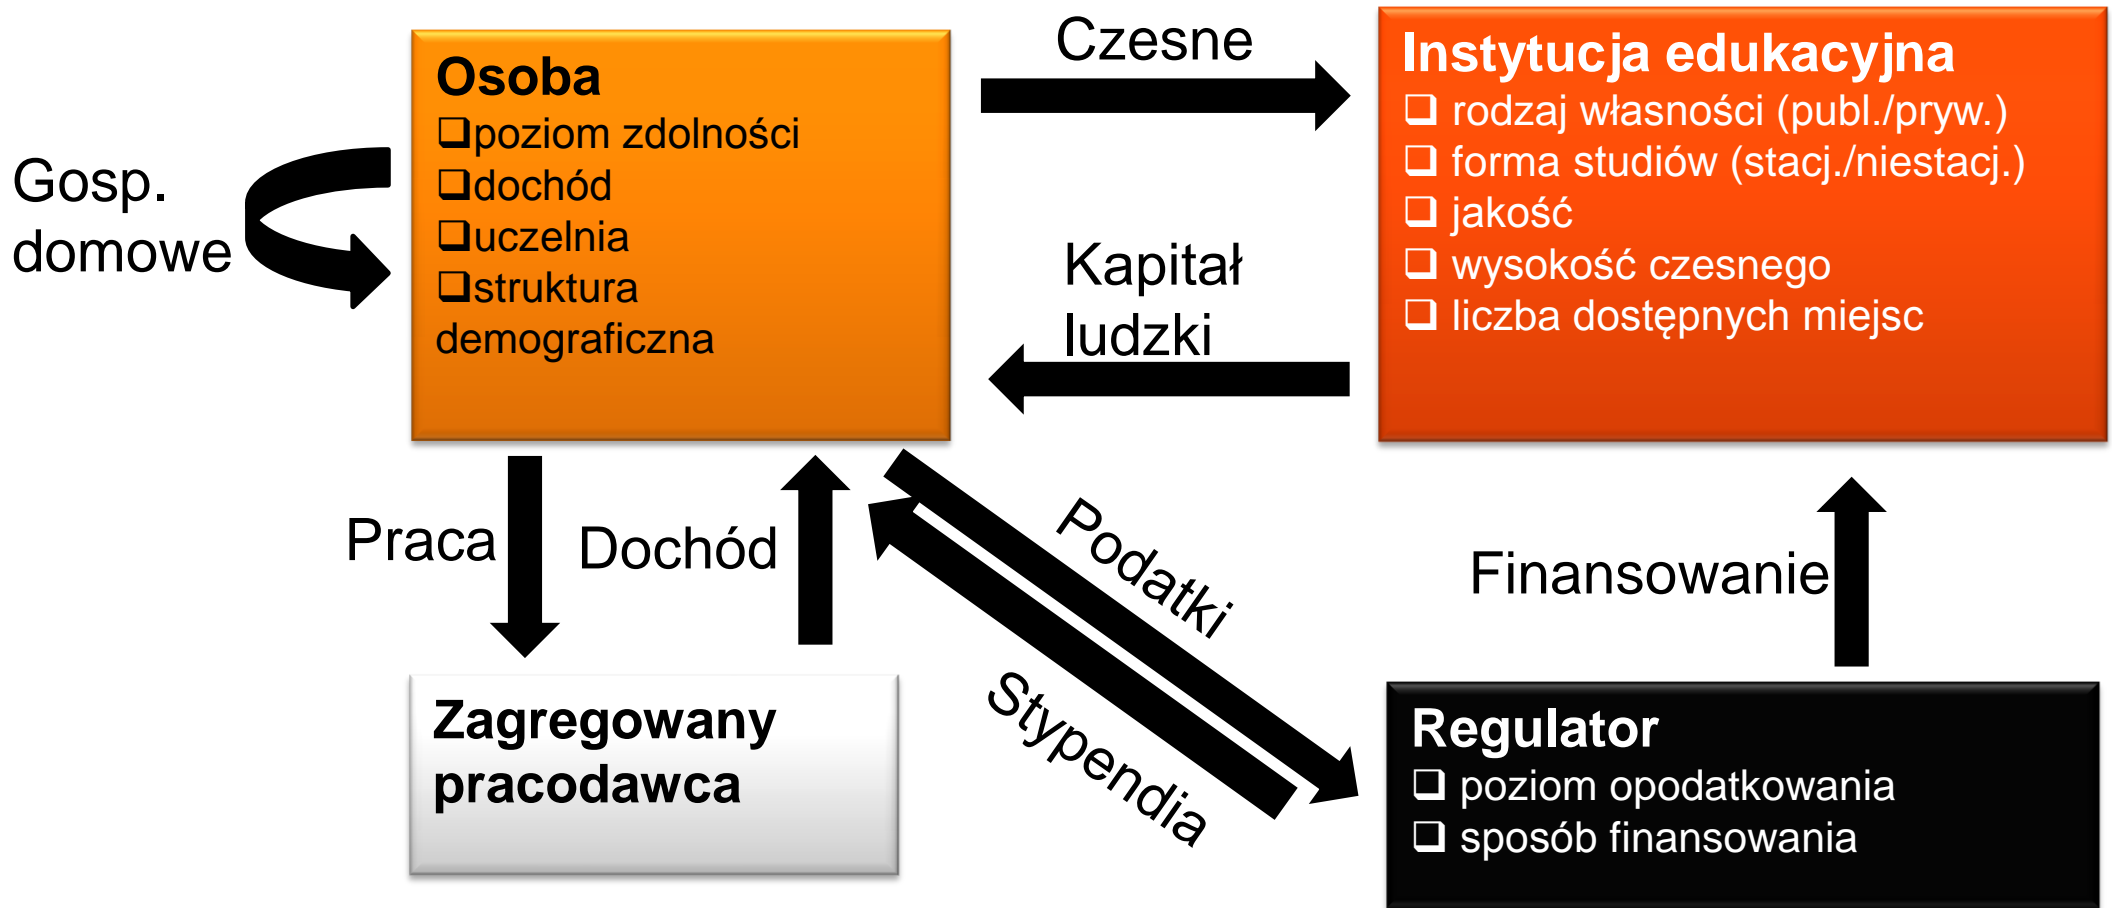 Gosp.
domowe
Osoba
❑poziom zdolności
❑dochód
❑uczelnia
❑struktura
demograficzna
Czesne
Kapitał
ludzki
Instytucja edukacyjna
❑ rodzaj własności (publ./pryw.)
❑ forma studiów (stacj./niestacj.)
❑ jakość
❑ wysokość czesnego
❑ liczba dostępnych miejsc
Praca
Dochód
Podatki
Stypendia
Finansowanie
Zagregowany
pracodawca
Regulator
❑ poziom opodatkowania
❑ sposób finansowania